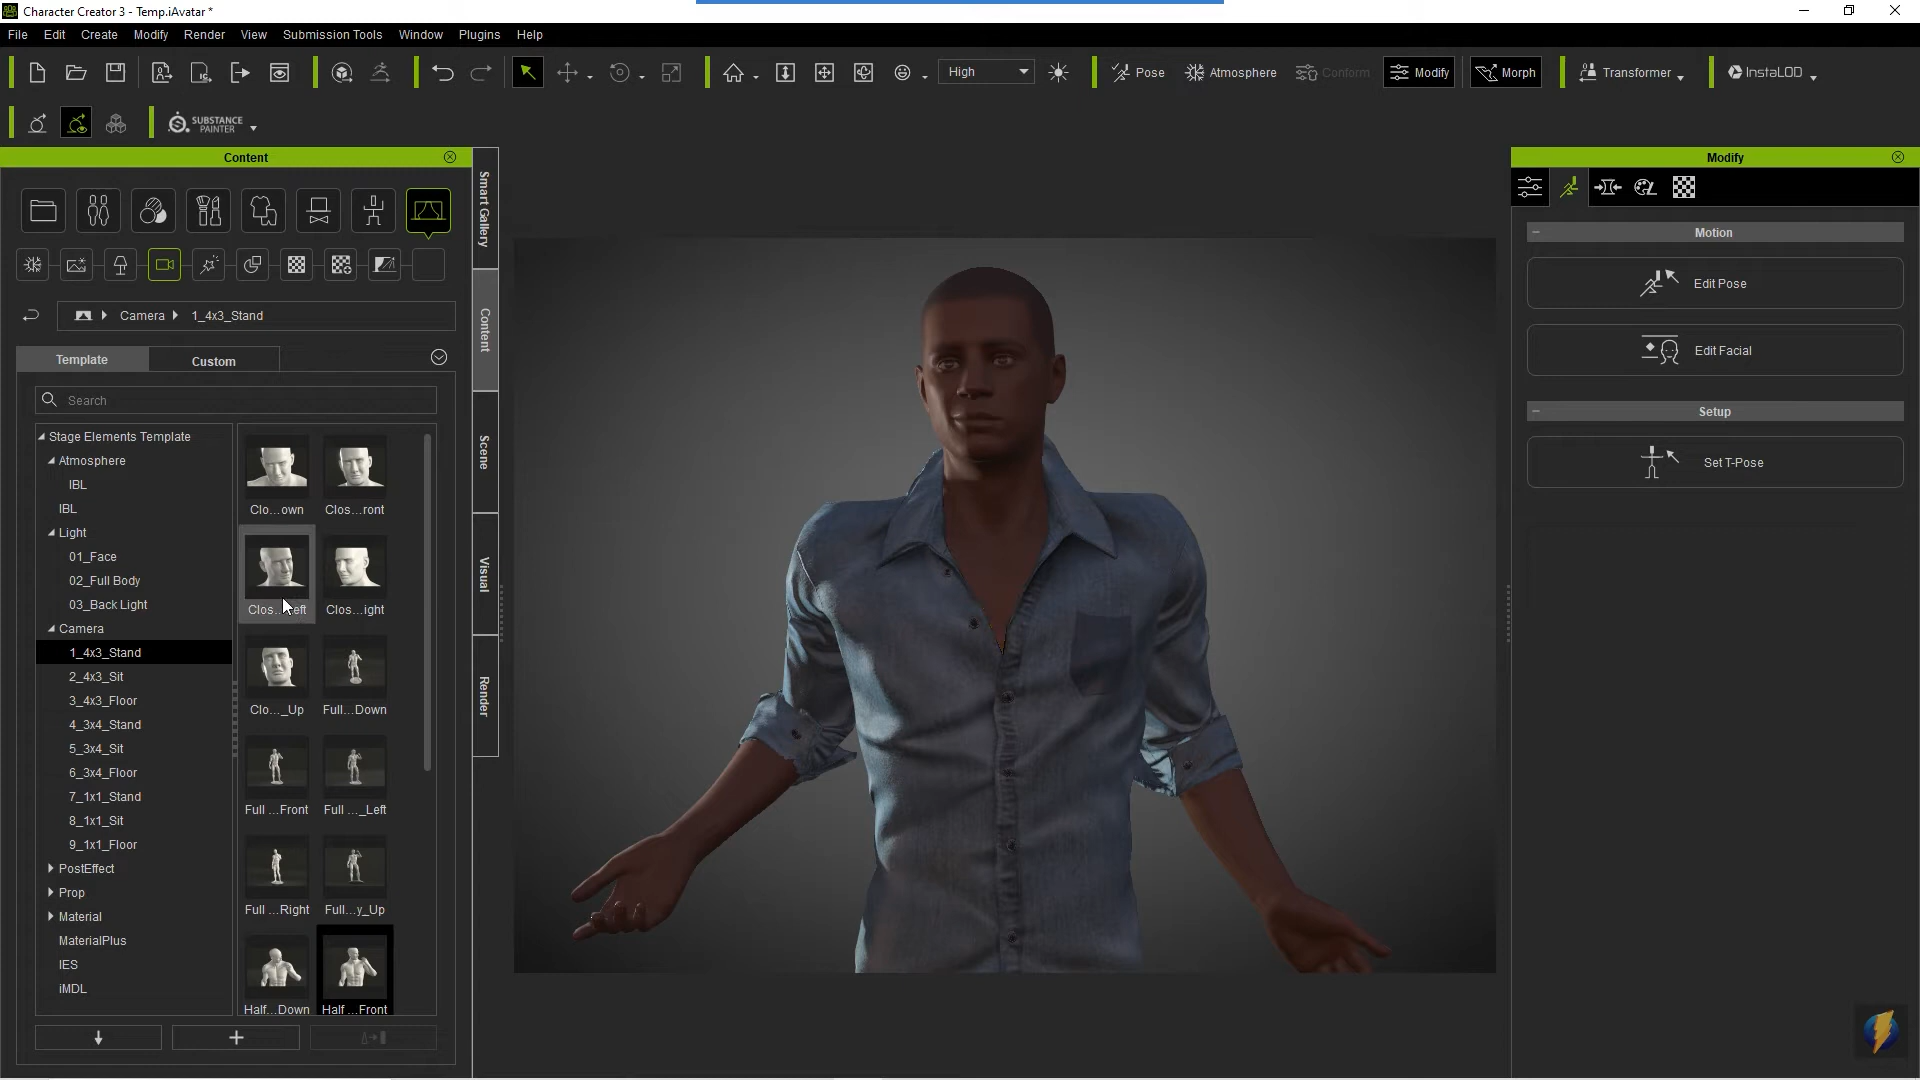 Character Creator 3 - Temp.iAvatar *
File Edit Create Modify Render View Submission Tools Window Plugins Help
High Pose Atmosphere Conform Modify Morph Transformer InstaLOD
SUBSTANCE
PAINTER
Content
Modify
Smart Gallery
Content
Scene
Visual
Render
Camera 1_4x3_Stand
Template Custom
Search
Stage Elements Template
Atmosphere
IBL
IBL
Light
01_Face
02_Full Body
03_Back Light
Camera
1_4x3_Stand
2_4x3_Sit
3_4x3_Floor
4_3x4_Stand
5_3x4_Sit
6_3x4_Floor
7_1x1_Stand
8_1x1_Sit
9_1x1_Floor
PostEffect
Prop
Material
MaterialPlus
IES
iMDL
Clo...own Clos...ront
Clos...eft Clos...ight
Clo..._Up Full...Down
Full ...Front Full ..._Left
Full ...Right Full...y_Up
Half...Down Half ...Front
Motion
Edit Pose
Edit Facial
Setup
Set T-Pose